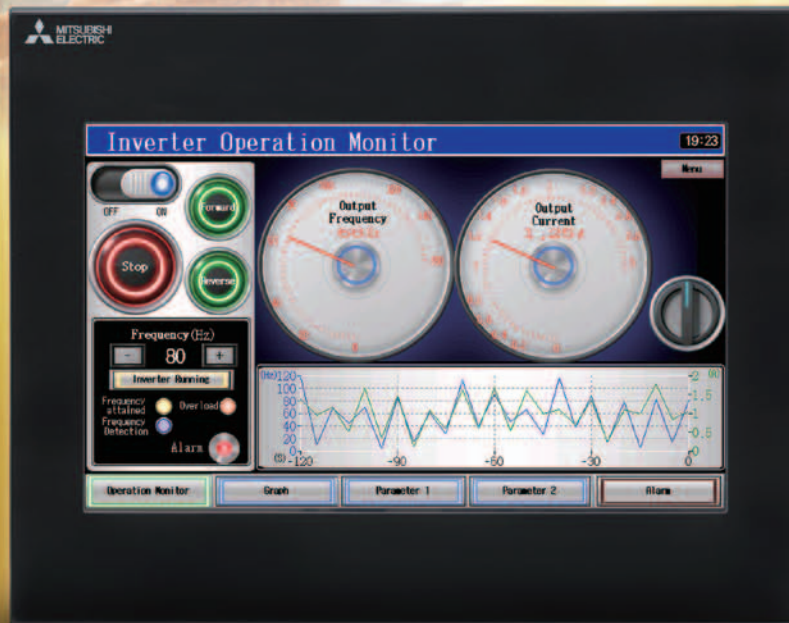 MITSUBISHI
ELECTRIC
Inverter Operation Monitor
19:23
Menu
OFF ON
Forward
Stop
Reverse
Output
Frequency
Output
Current
Frequency(Hz)
- 80 +
Inverter Running
Frequency
attained
Overload
Frequency
Detection
Alarm
(Hz)
120
100
80
60
40
20
0
(A)
2
1.5
1
0.5
0
(S) -120 -90 -60 -30 0
Operation Monitor Graph Parameter 1 Parameter 2 Alarm